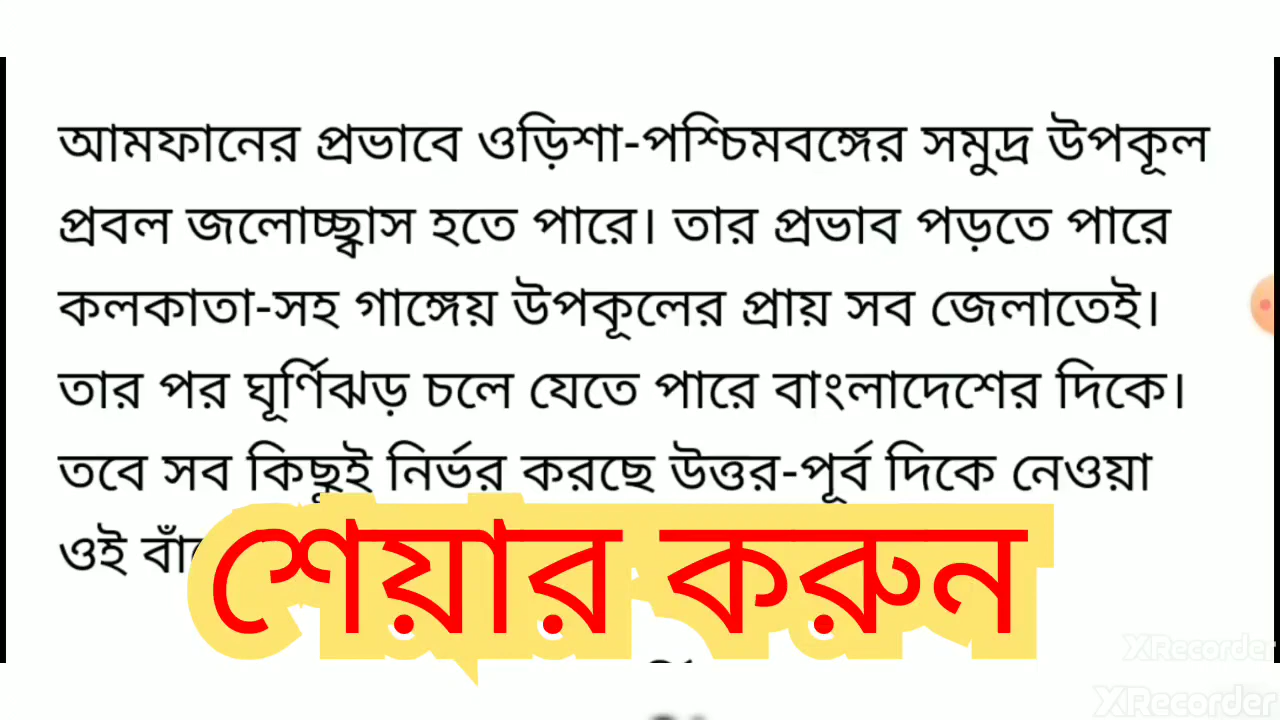 আমফানের প্রভাবে ওড়িশা-পশ্চিমবঙ্গের সমুদ্র উপকূল
প্রবল জলোচ্ছ্বাস হতে পারে। তার প্রভাব পড়তে পারে
কলকাতা-সহ গাঙ্গেয় উপকূলের প্রায় সব জেলাতেই।
তার পর ঘূর্ণিঝড় চলে যেতে পারে বাংলাদেশের দিকে।
তবে সব কিছুই নির্ভর করছে উত্তর-পূর্ব দিকে নেওয়া
ওই
শেয়ার করুন
XRecorder
XRecorder